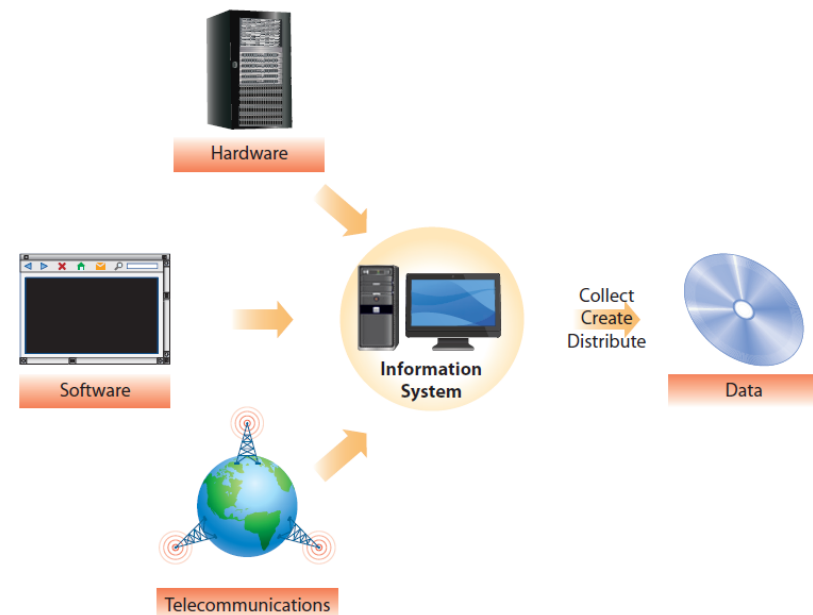 Hardware
Software
Information
System
Collect
Create
Distribute
Data
Telecommunications